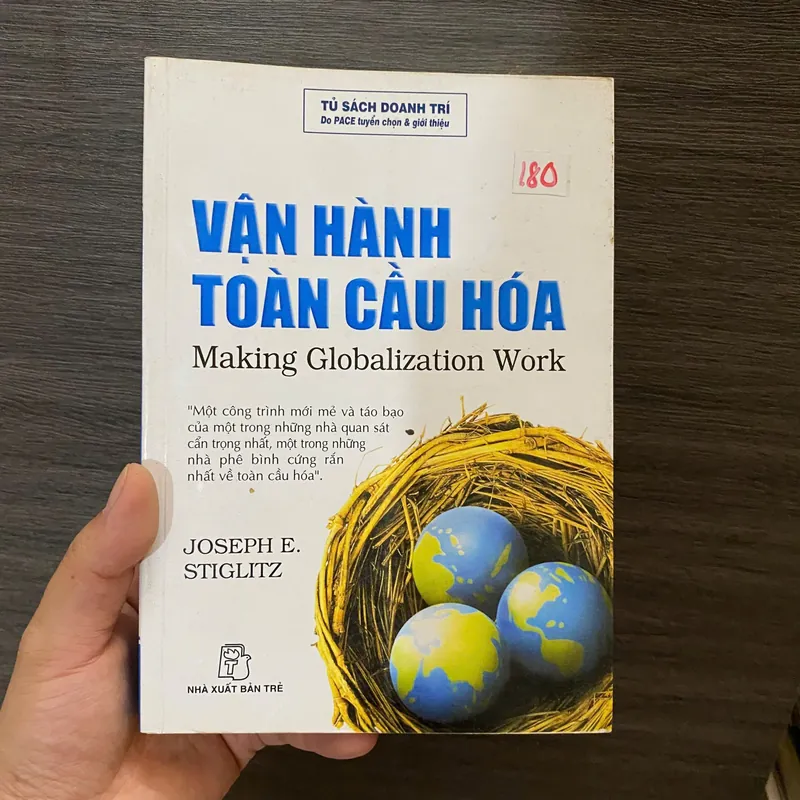 TỦ SÁCH DOANH TRÍ
Do PACE tuyển chọn & giới thiệu
180
VẬN HÀNH
TOÀN CẦU HÓA
Making Globalization Work
"Một công trình mới mẻ và táo bạo
của một trong những nhà quan sát
cẩn trọng nhất, một trong những
nhà phê bình cứng rắn
nhất về toàn cầu hóa".
JOSEPH E.
STIGLITZ
T
NHÀ XUẤT BẢN TRẺ